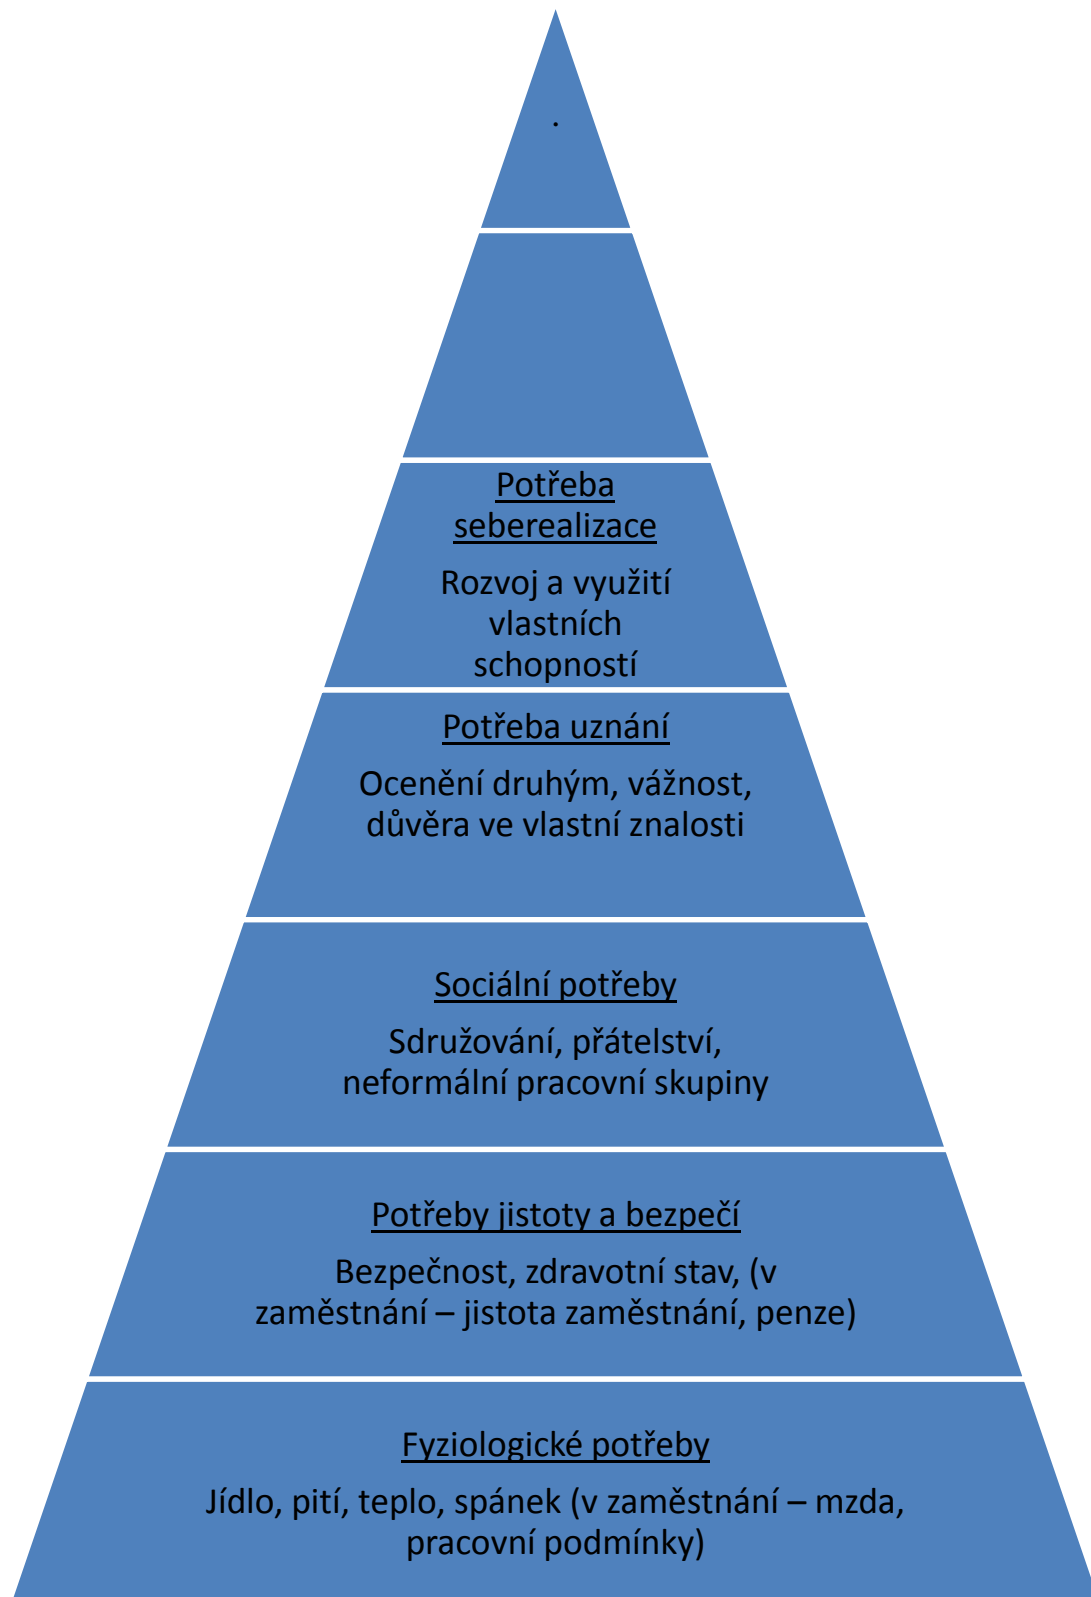 .
Potřeba
seberealizace
Rozvoj a využití
vlastních
schopností
Potřeba uznání
Ocenění druhým, vážnost,
důvěra ve vlastní znalosti
Sociální potřeby
Sdružování, přátelství,
neformální pracovní skupiny
Potřeby jistoty a bezpečí
Bezpečnost, zdravotní stav, (v
zaměstnání – jistota zaměstnání, penze)
Fyziologické potřeby
Jídlo, pití, teplo, spánek (v zaměstnání – mzda,
pracovní podmínky)